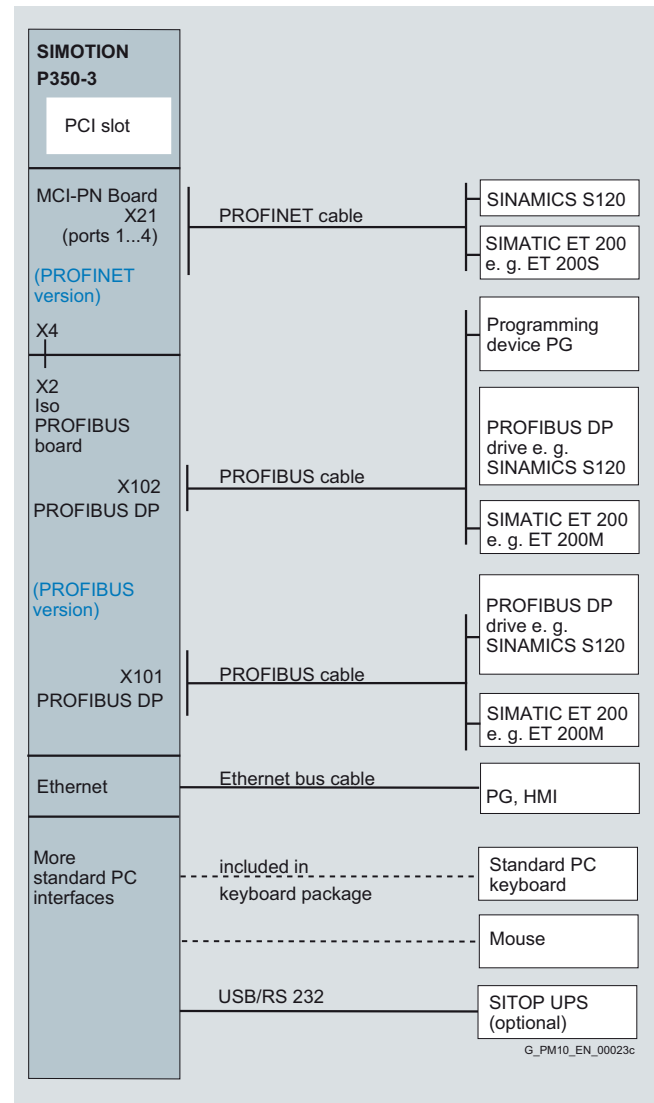 SIMOTION
P350-3
PCI slot
MCI-PN Board
X21
(ports 1...4)
(PROFINET
version)
X4
X2
Iso
PROFIBUS
board
X102
PROFIBUS DP
(PROFIBUS
version)
X101
PROFIBUS DP
Ethernet
More
standard PC
interfaces
PROFINET cable
PROFIBUS cable
PROFIBUS cable
Ethernet bus cable
included in
keyboard package
USB/RS 232
SINAMICS S120
SIMATIC ET 200
e. g. ET 200S
Programming
device PG
PROFIBUS DP
drive e. g.
SINAMICS S120
SIMATIC ET 200
e. g. ET 200M
PROFIBUS DP
drive e. g.
SINAMICS S120
SIMATIC ET 200
e. g. ET 200M
PG, HMI
Standard PC
keyboard
Mouse
SITOP UPS
(optional)
G_PM10_EN_00023c